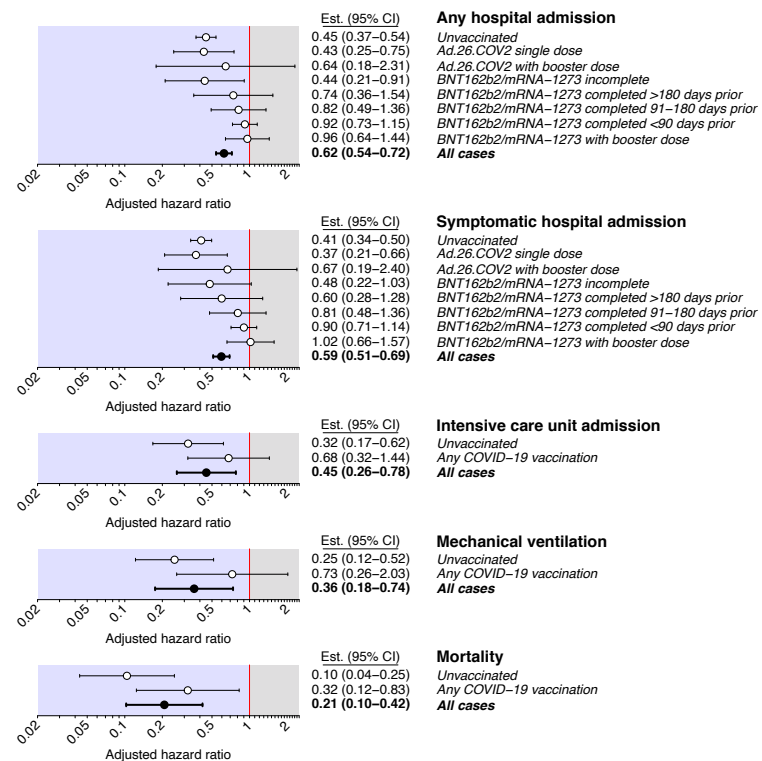 Est. (95% CI) Any hospital admission
0.45 (0.37−0.54) Unvaccinated
0.43 (0.25−0.75) Ad.26.COV2 single dose
0.64 (0.18−2.31) Ad.26.COV2 with booster dose
0.44 (0.21−0.91) BNT162b2/mRNA−1273 incomplete
0.74 (0.36−1.54) BNT162b2/mRNA−1273 completed >180 days prior
0.82 (0.49−1.36) BNT162b2/mRNA−1273 completed 91−180 days prior
0.92 (0.73−1.15) BNT162b2/mRNA−1273 completed <90 days prior
0.96 (0.64−1.44) BNT162b2/mRNA−1273 with booster dose
0.62 (0.54−0.72) All cases
0.02 0.05 0.1 0.2 0.5 1 2
Adjusted hazard ratio
Est. (95% CI) Symptomatic hospital admission
0.41 (0.34−0.50) Unvaccinated
0.37 (0.21−0.66) Ad.26.COV2 single dose
0.67 (0.19−2.40) Ad.26.COV2 with booster dose
0.48 (0.22−1.03) BNT162b2/mRNA−1273 incomplete
0.60 (0.28−1.28) BNT162b2/mRNA−1273 completed >180 days prior
0.81 (0.48−1.36) BNT162b2/mRNA−1273 completed 91−180 days prior
0.90 (0.71−1.14) BNT162b2/mRNA−1273 completed <90 days prior
1.02 (0.66−1.57) BNT162b2/mRNA−1273 with booster dose
0.59 (0.51−0.69) All cases
0.02 0.05 0.1 0.2 0.5 1 2
Adjusted hazard ratio
Est. (95% CI) Intensive care unit admission
0.32 (0.17−0.62) Unvaccinated
0.68 (0.32−1.44) Any COVID−19 vaccination
0.45 (0.26−0.78) All cases
0.02 0.05 0.1 0.2 0.5 1 2
Adjusted hazard ratio
Est. (95% CI) Mechanical ventilation
0.25 (0.12−0.52) Unvaccinated
0.73 (0.26−2.03) Any COVID−19 vaccination
0.36 (0.18−0.74) All cases
0.02 0.05 0.1 0.2 0.5 1 2
Adjusted hazard ratio
Est. (95% CI) Mortality
0.10 (0.04−0.25) Unvaccinated
0.32 (0.12−0.83) Any COVID−19 vaccination
0.21 (0.10−0.42) All cases
0.02 0.05 0.1 0.2 0.5 1 2
Adjusted hazard ratio